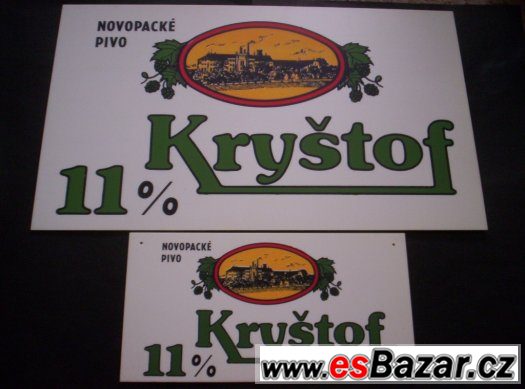 NOVOPACKÉ
PIVO
Kryštof
11%
NOVOPACKÉ
PIVO
Kryštof
11%
www.esBazar.cz